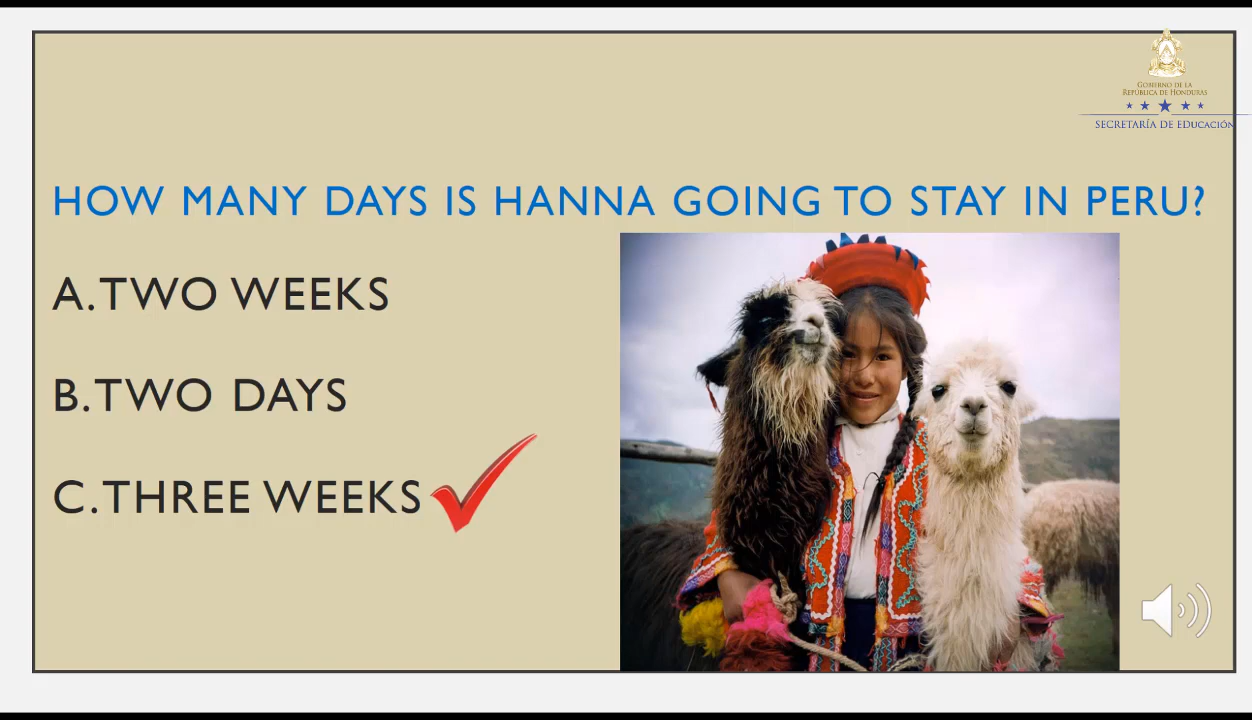 GOBIERNO DE LA
REPÚBLICA DE HONDURAS
SECRETARÍA DE EDUCACIÓN
HOW MANY DAYS IS HANNA GOING TO STAY IN PERU?
A.TWO WEEKS
B.TWO DAYS
C.THREE WEEKS